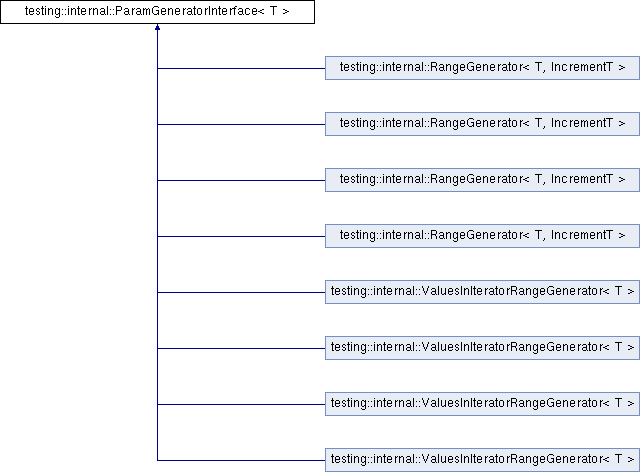 testing::internal::ParamGeneratorInterface< T >
testing::internal::RangeGenerator< T, IncrementT >
testing::internal::RangeGenerator< T, IncrementT >
testing::internal::RangeGenerator< T, IncrementT >
testing::internal::RangeGenerator< T, IncrementT >
testing::internal::ValuesInIteratorRangeGenerator< T >
testing::internal::ValuesInIteratorRangeGenerator< T >
testing::internal::ValuesInIteratorRangeGenerator< T >
testing::internal::ValuesInIteratorRangeGenerator< T >